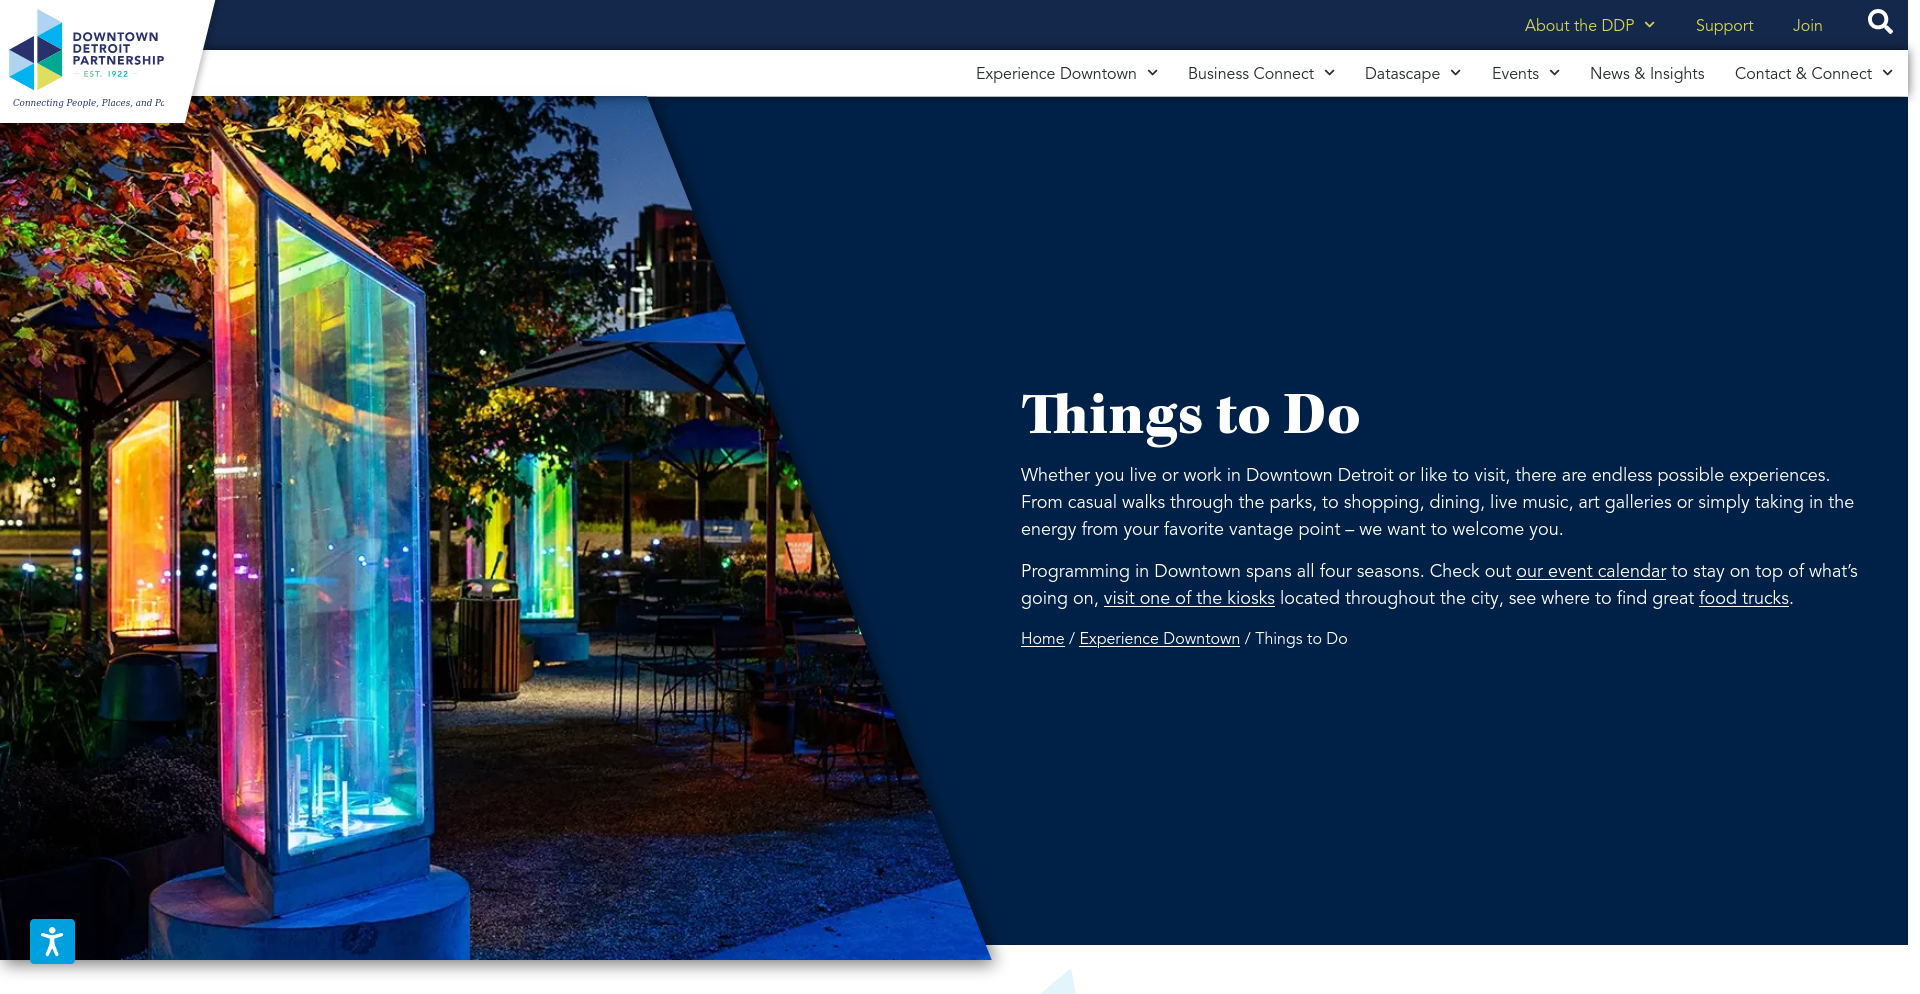 DOWNTOWN
DETROIT
PARTNERSHIP
EST. 1922
Connecting People, Places, and
About the DDP
Support
Join
Experience Downtown
Business Connect
Datascape
Events
News & Insights
Contact & Connect
Things to Do
Whether you live or work in Downtown Detroit or like to visit, there are endless possible experiences.
From casual walks through the parks, to shopping, dining, live music, art galleries or simply taking in the
energy from your favorite vantage point – we want to welcome you.
Programming in Downtown spans all four seasons. Check out our event calendar to stay on top of what’s
going on, visit one of the kiosks located throughout the city, see where to find great food trucks.
Home / Experience Downtown / Things to Do